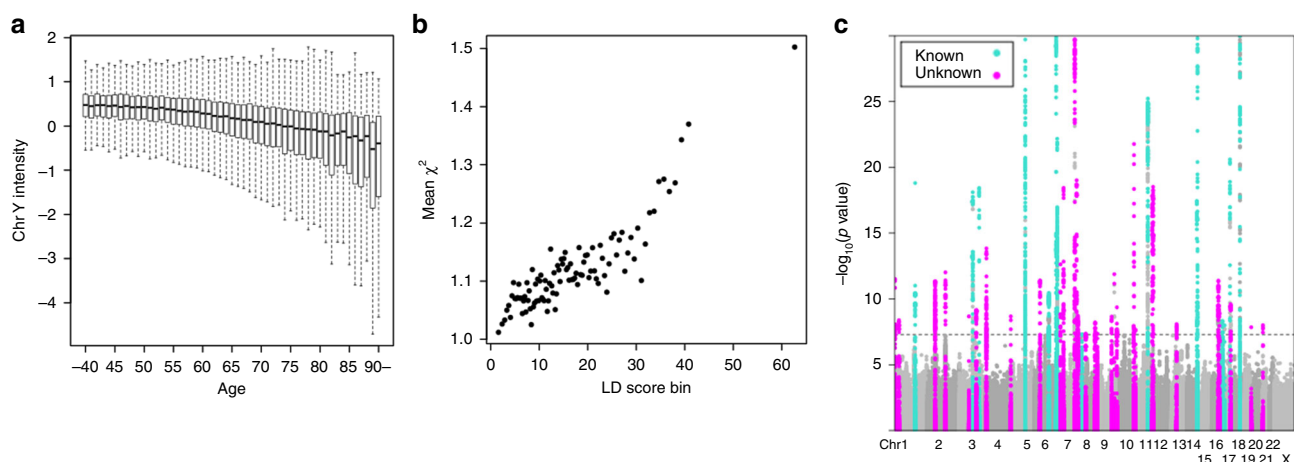 a
2
1
0
–1
–2
–3
–4
Chr Y intensity
–40 45 50 55 60 65 70 75 80 85 90–
Age
b
1.5
1.4
1.3
1.2
1.1
1.0
Mean χ²
0 10 20 30 40 50 60
LD score bin
c
Known
Unknown
25
20
15
10
5
–log₁₀(p value)
Chr1 2 3 4 5 6 7 8 9 10 11 12 13 14 16 18 20 22
15 17 19 21 X